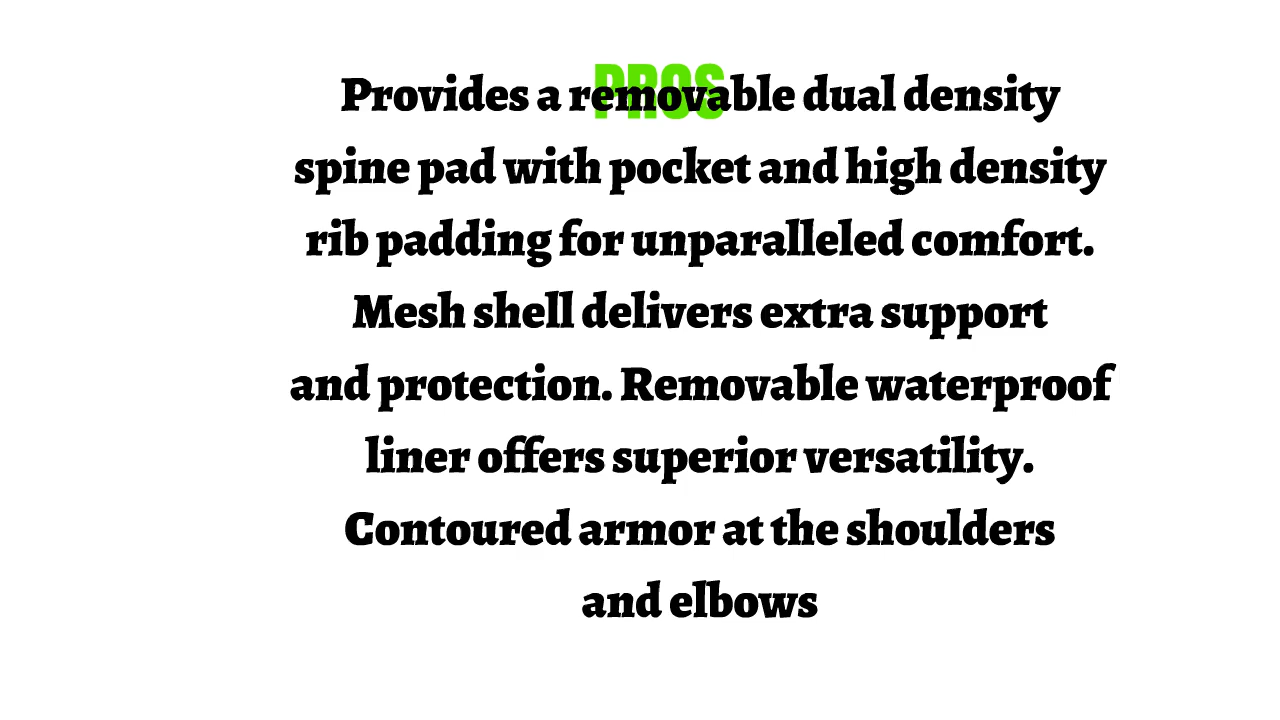 PROS
Provides a removable dual density
spine pad with pocket and high density
rib padding for unparalleled comfort.
Mesh shell delivers extra support
and protection. Removable waterproof
liner offers superior versatility.
Contoured armor at the shoulders
and elbows